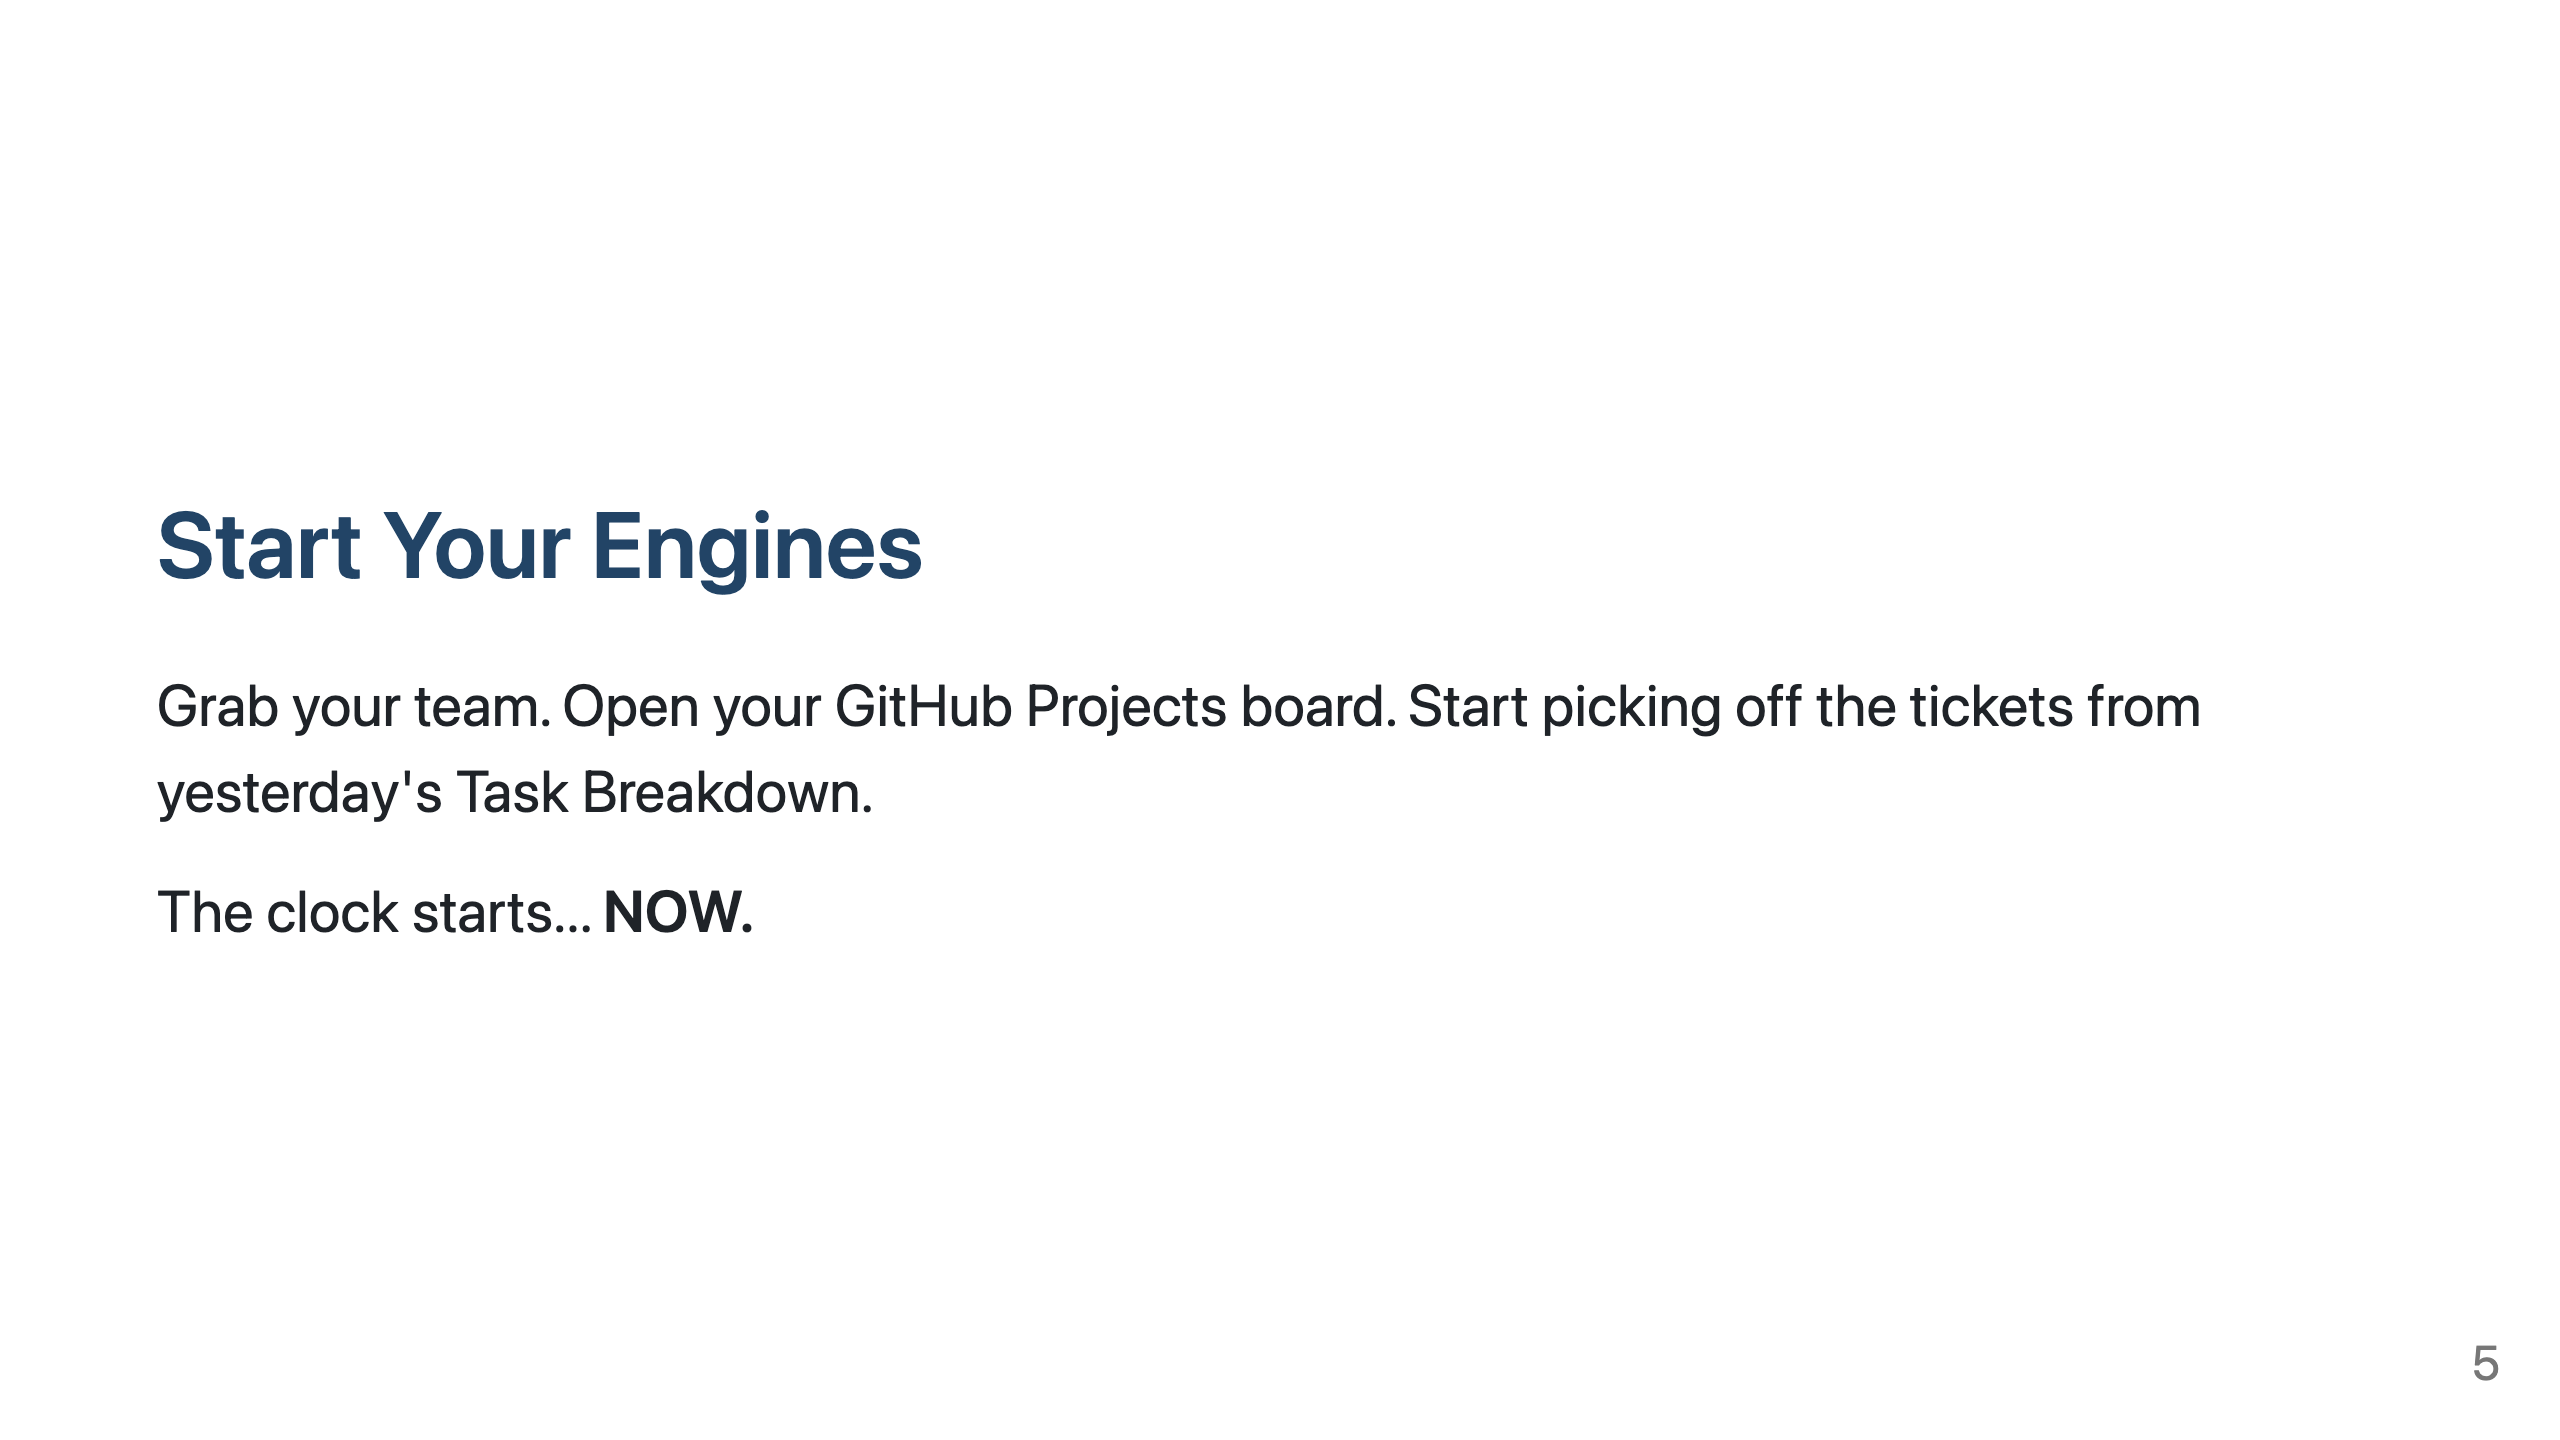 Start Your Engines
Grab your team. Open your GitHub Projects board. Start picking off the tickets from
yesterday's Task Breakdown.
The clock starts... NOW.
5